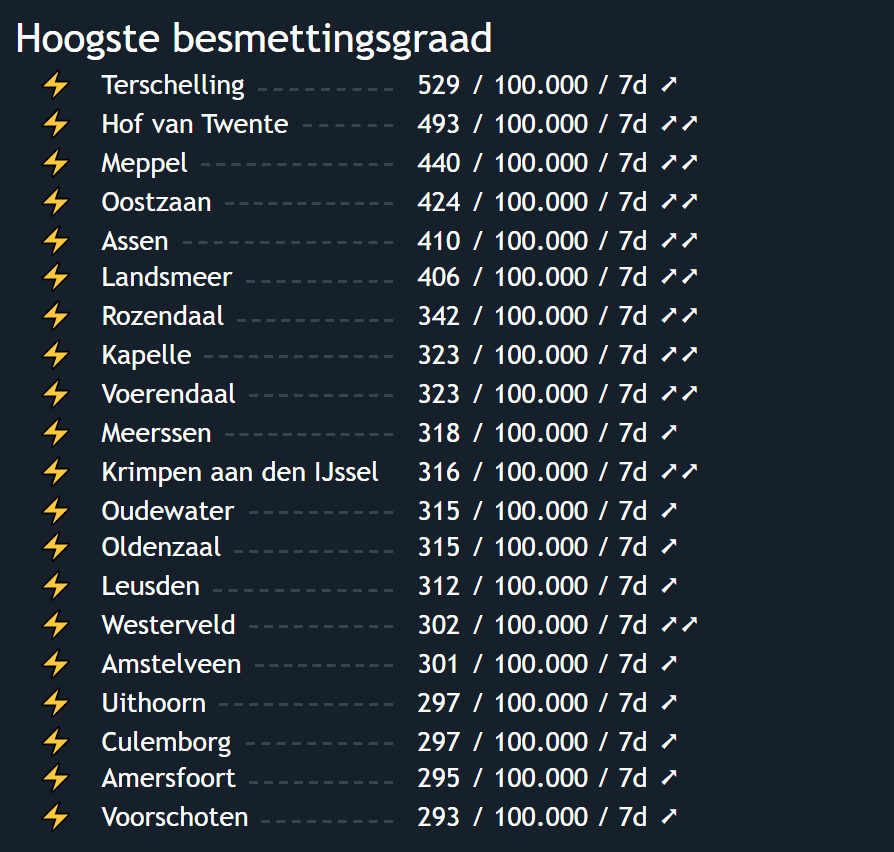 Hoogste besmettingsgraad
⚡ Terschelling ---------- 529 / 100.000 / 7d ➚
⚡ Hof van Twente ------ 493 / 100.000 / 7d ➚➚
⚡ Meppel ------------- 440 / 100.000 / 7d ➚➚
⚡ Oostzaan ----------- 424 / 100.000 / 7d ➚➚
⚡ Assen -------------- 410 / 100.000 / 7d ➚➚
⚡ Landsmeer ---------- 406 / 100.000 / 7d ➚➚
⚡ Rozendaal ----------- 342 / 100.000 / 7d ➚➚
⚡ Kapelle ------------- 323 / 100.000 / 7d ➚➚
⚡ Voerendaal ---------- 323 / 100.000 / 7d ➚➚
⚡ Meerssen ----------- 318 / 100.000 / 7d ➚
⚡ Krimpen aan den IJssel 316 / 100.000 / 7d ➚➚
⚡ Oudewater ---------- 315 / 100.000 / 7d ➚
⚡ Oldenzaal ----------- 315 / 100.000 / 7d ➚
⚡ Leusden ------------ 312 / 100.000 / 7d ➚
⚡ Westerveld ---------- 302 / 100.000 / 7d ➚➚
⚡ Amstelveen ---------- 301 / 100.000 / 7d ➚
⚡ Uithoorn ------------ 297 / 100.000 / 7d ➚
⚡ Culemborg ---------- 297 / 100.000 / 7d ➚
⚡ Amersfoort ---------- 295 / 100.000 / 7d ➚
⚡ Voorschoten --------- 293 / 100.000 / 7d ➚